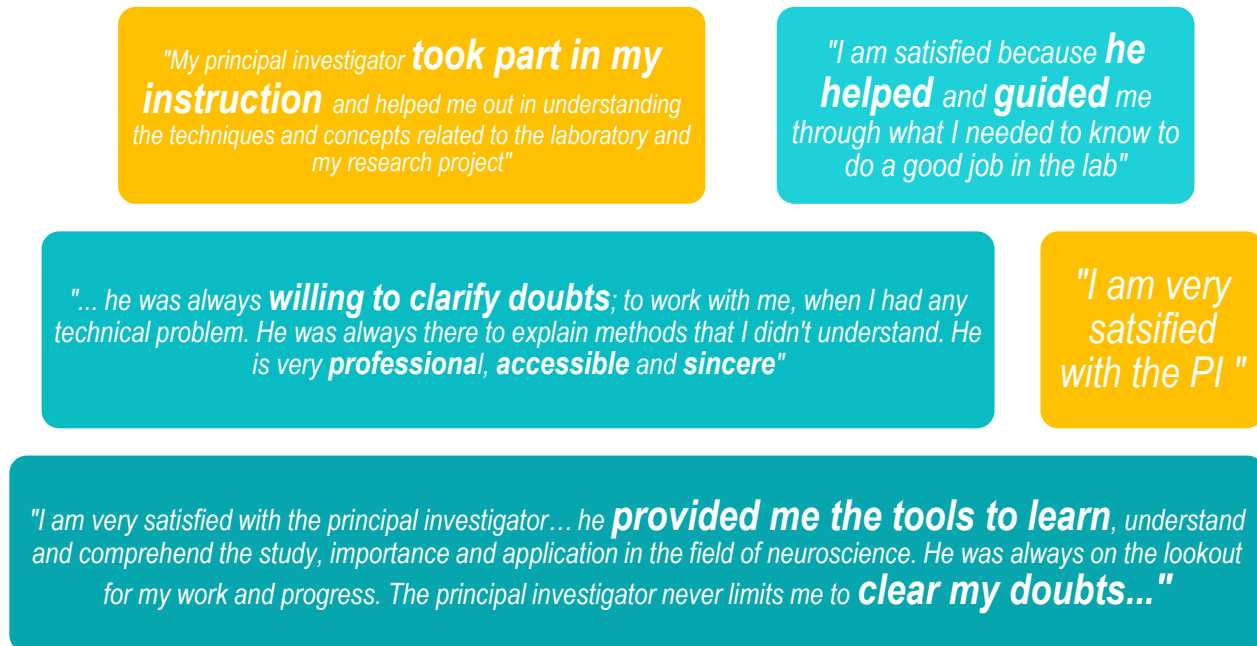 "My principal investigator took part in my
instruction and helped me out in understanding
the techniques and concepts related to the laboratory and
my research project"
"I am satisfied because he
helped and guided me
through what I needed to know to
do a good job in the lab"
"... he was always willing to clarify doubts; to work with me, when I had any
technical problem. He was always there to explain methods that I didn't understand. He
is very professional, accessible and sincere"
"I am very
satsified
with the PI "
"I am very satisfied with the principal investigator... he provided me the tools to learn, understand
and comprehend the study, importance and application in the field of neuroscience. He was always on the lookout
for my work and progress. The principal investigator never limits me to clear my doubts..."